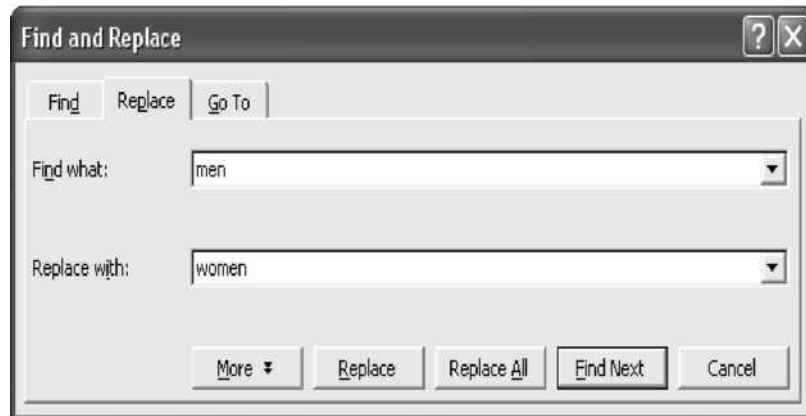 Find and Replace
Find Replace Go To
Find what: men
Replace with: women
More Replace Replace All Find Next Cancel